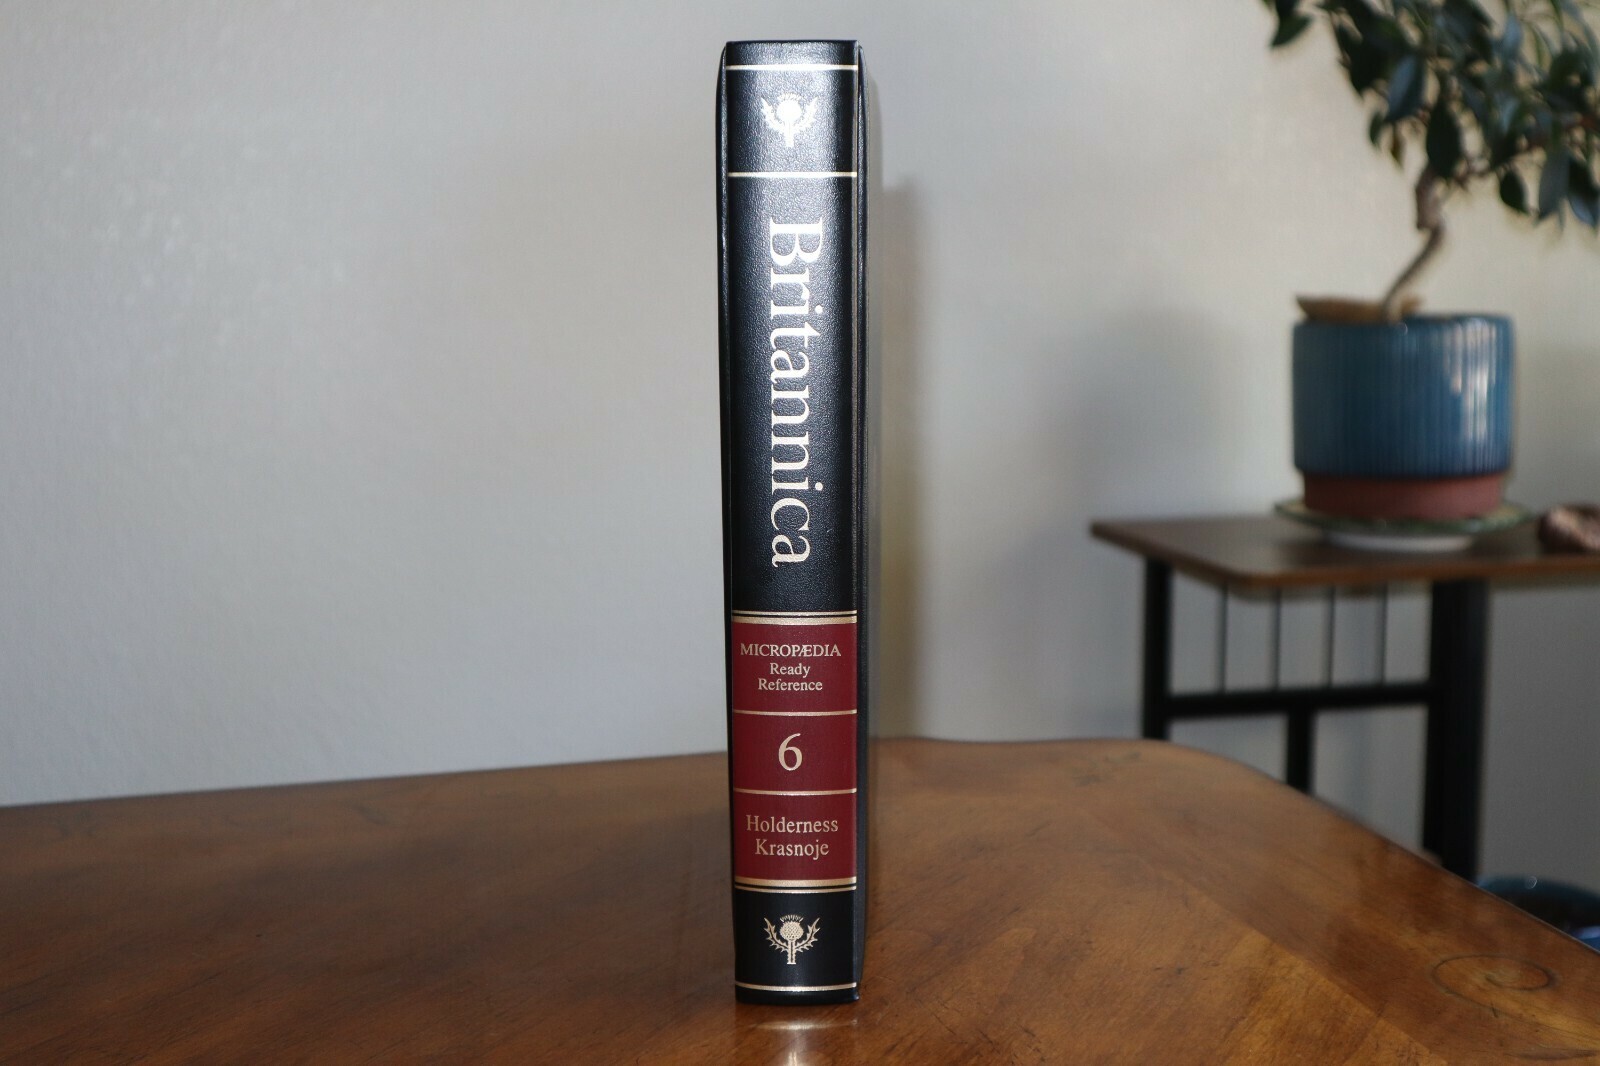 Britannica
MICROPÆDIA
Ready
Reference
6
Holderness
Krasnoje